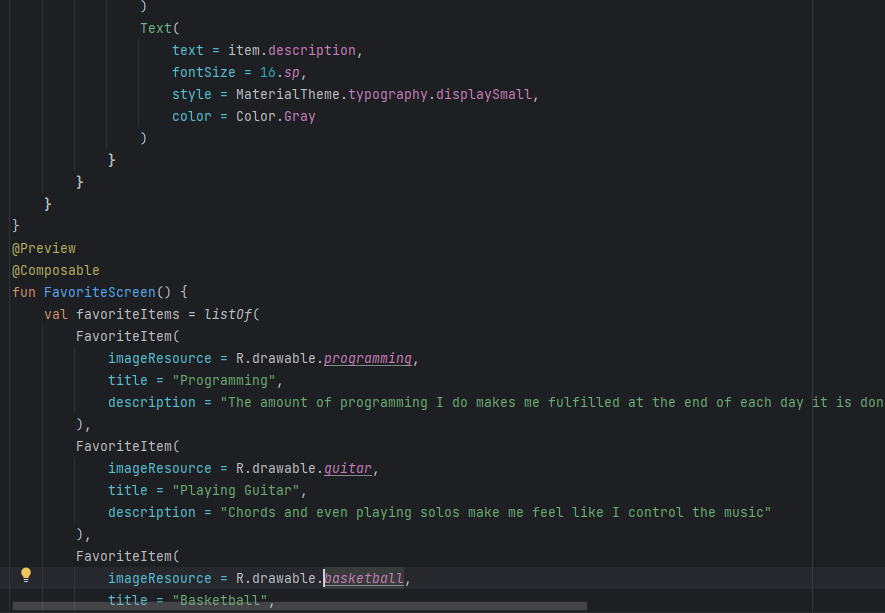 )
Text(
text = item.description,
fontSize = 16.sp,
style = MaterialTheme.typography.displaySmall,
color = Color.Gray
)
}
}
}
}
@Preview
@Composable
fun FavoriteScreen() {
val favoriteItems = listOf(
FavoriteItem(
imageResource = R.drawable.programming,
title = "Programming",
description = "The amount of programming I do makes me fulfilled at the end of each day it is don
),
FavoriteItem(
imageResource = R.drawable.guitar,
title = "Playing Guitar",
description = "Chords and even playing solos make me feel like I control the music"
),
FavoriteItem(
imageResource = R.drawable.basketball,
title = "Basketball",